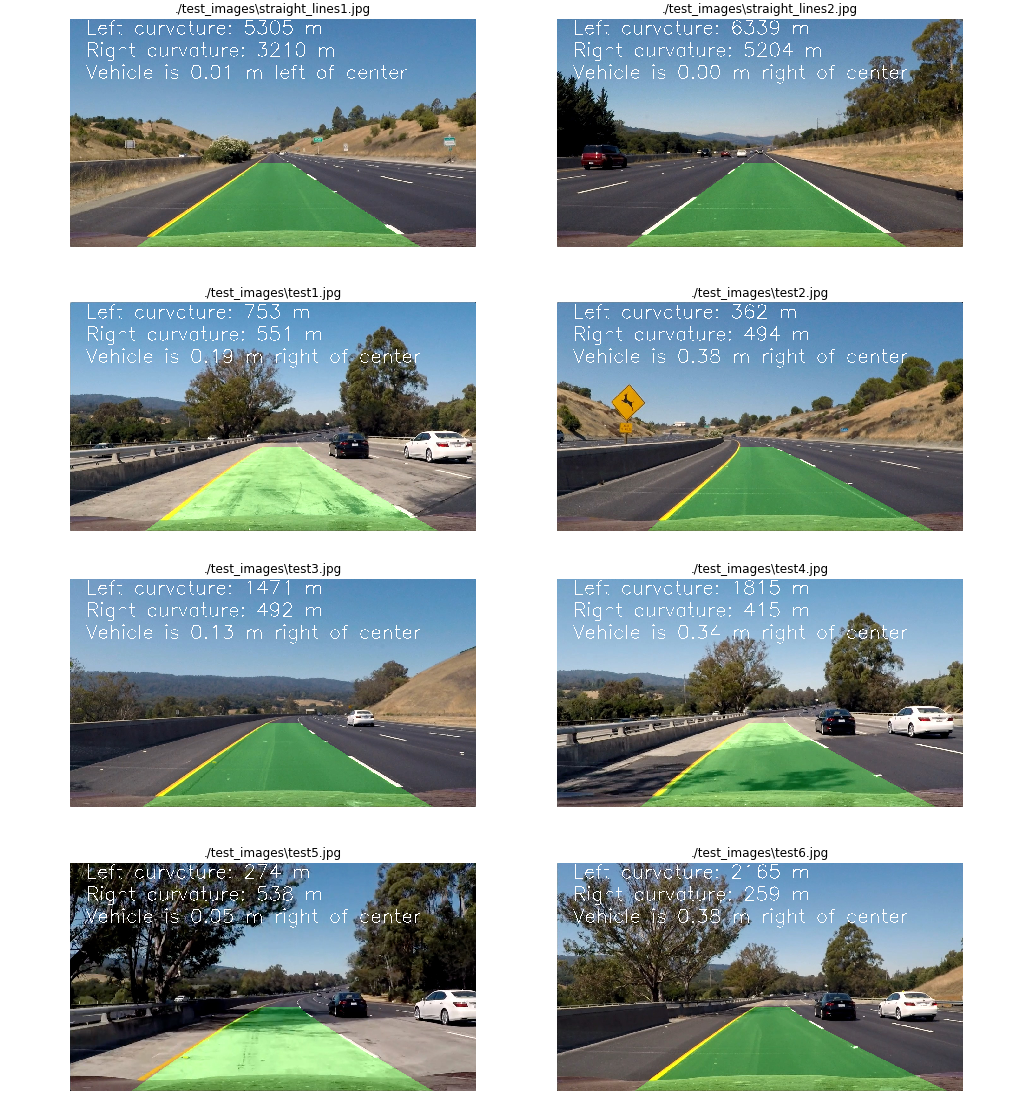 ./test_images\straight_lines1.jpg
Left curvature: 5305 m
Right curvature: 3210 m
Vehicle is 0.01 m left of center
./test_images\straight_lines2.jpg
Left curvature: 6339 m
Right curvature: 5204 m
Vehicle is 0.00 m right of center
./test_images\test1.jpg
Left curvature: 753 m
Right curvature: 551 m
Vehicle is 0.19 m right of center
./test_images\test2.jpg
Left curvature: 362 m
Right curvature: 494 m
Vehicle is 0.38 m right of center
./test_images\test3.jpg
Left curvature: 1471 m
Right curvature: 492 m
Vehicle is 0.13 m right of center
./test_images\test4.jpg
Left curvature: 1815 m
Right curvature: 415 m
Vehicle is 0.34 m right of center
./test_images\test5.jpg
Left curvature: 274 m
Right curvature: 538 m
Vehicle is 0.05 m right of center
./test_images\test6.jpg
Left curvature: 2165 m
Right curvature: 259 m
Vehicle is 0.38 m right of center